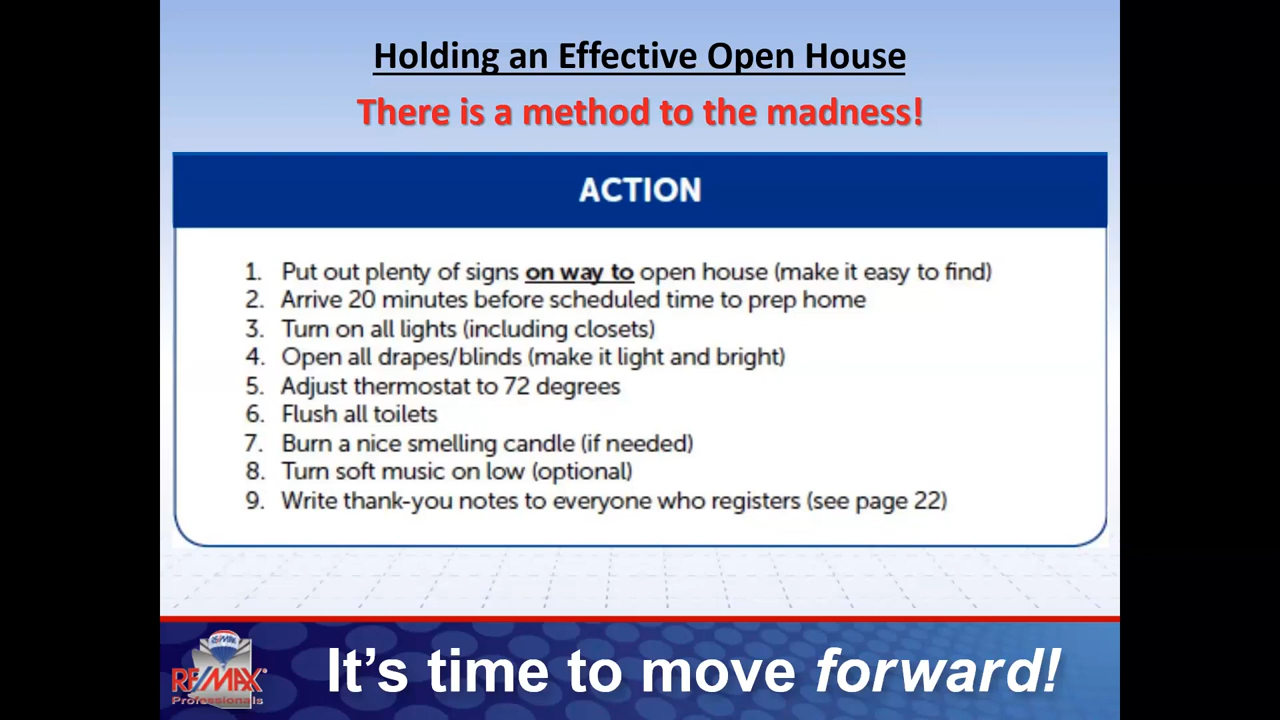 Holding an Effective Open House
There is a method to the madness!
ACTION
1. Put out plenty of signs on way to open house (make it easy to find)
2. Arrive 20 minutes before scheduled time to prep home
3. Turn on all lights (including closets)
4. Open all drapes/blinds (make it light and bright)
5. Adjust thermostat to 72 degrees
6. Flush all toilets
7. Burn a nice smelling candle (if needed)
8. Turn soft music on low (optional)
9. Write thank-you notes to everyone who registers (see page 22)
RE/MAX
RE/MAX®
Professionals
It's time to move forward!